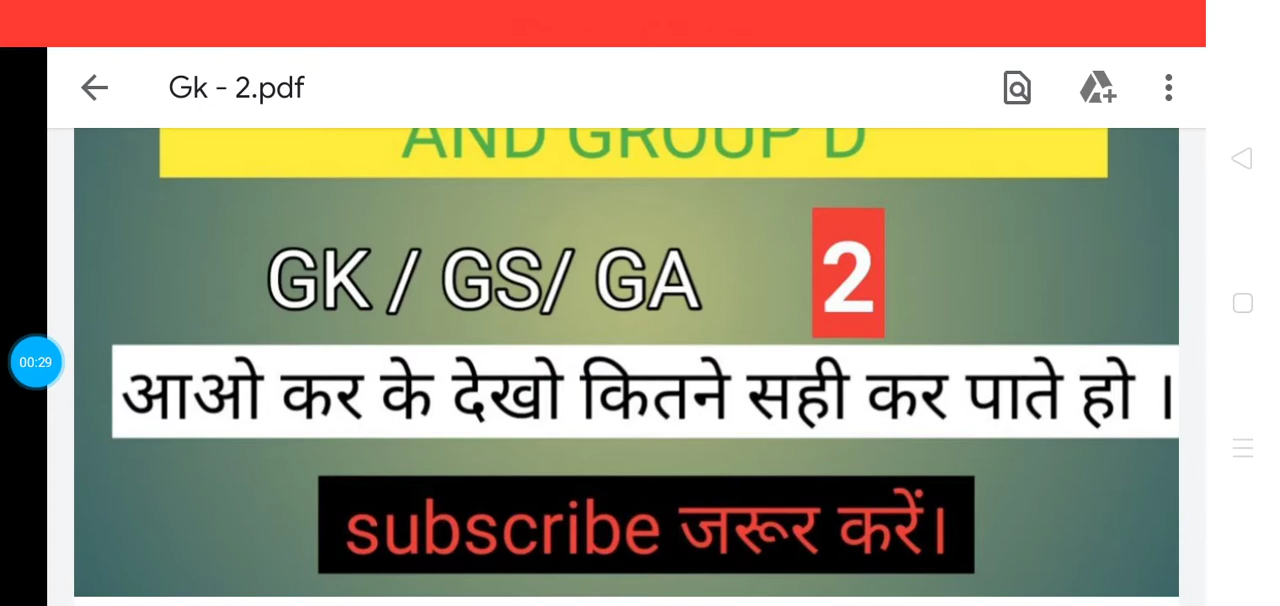 Gk - 2.pdf
AND GROUP D
GK / GS/ GA 2
00:29
आओ कर के देखो कितने सही कर पाते हो ।
subscribe जरूर करें।